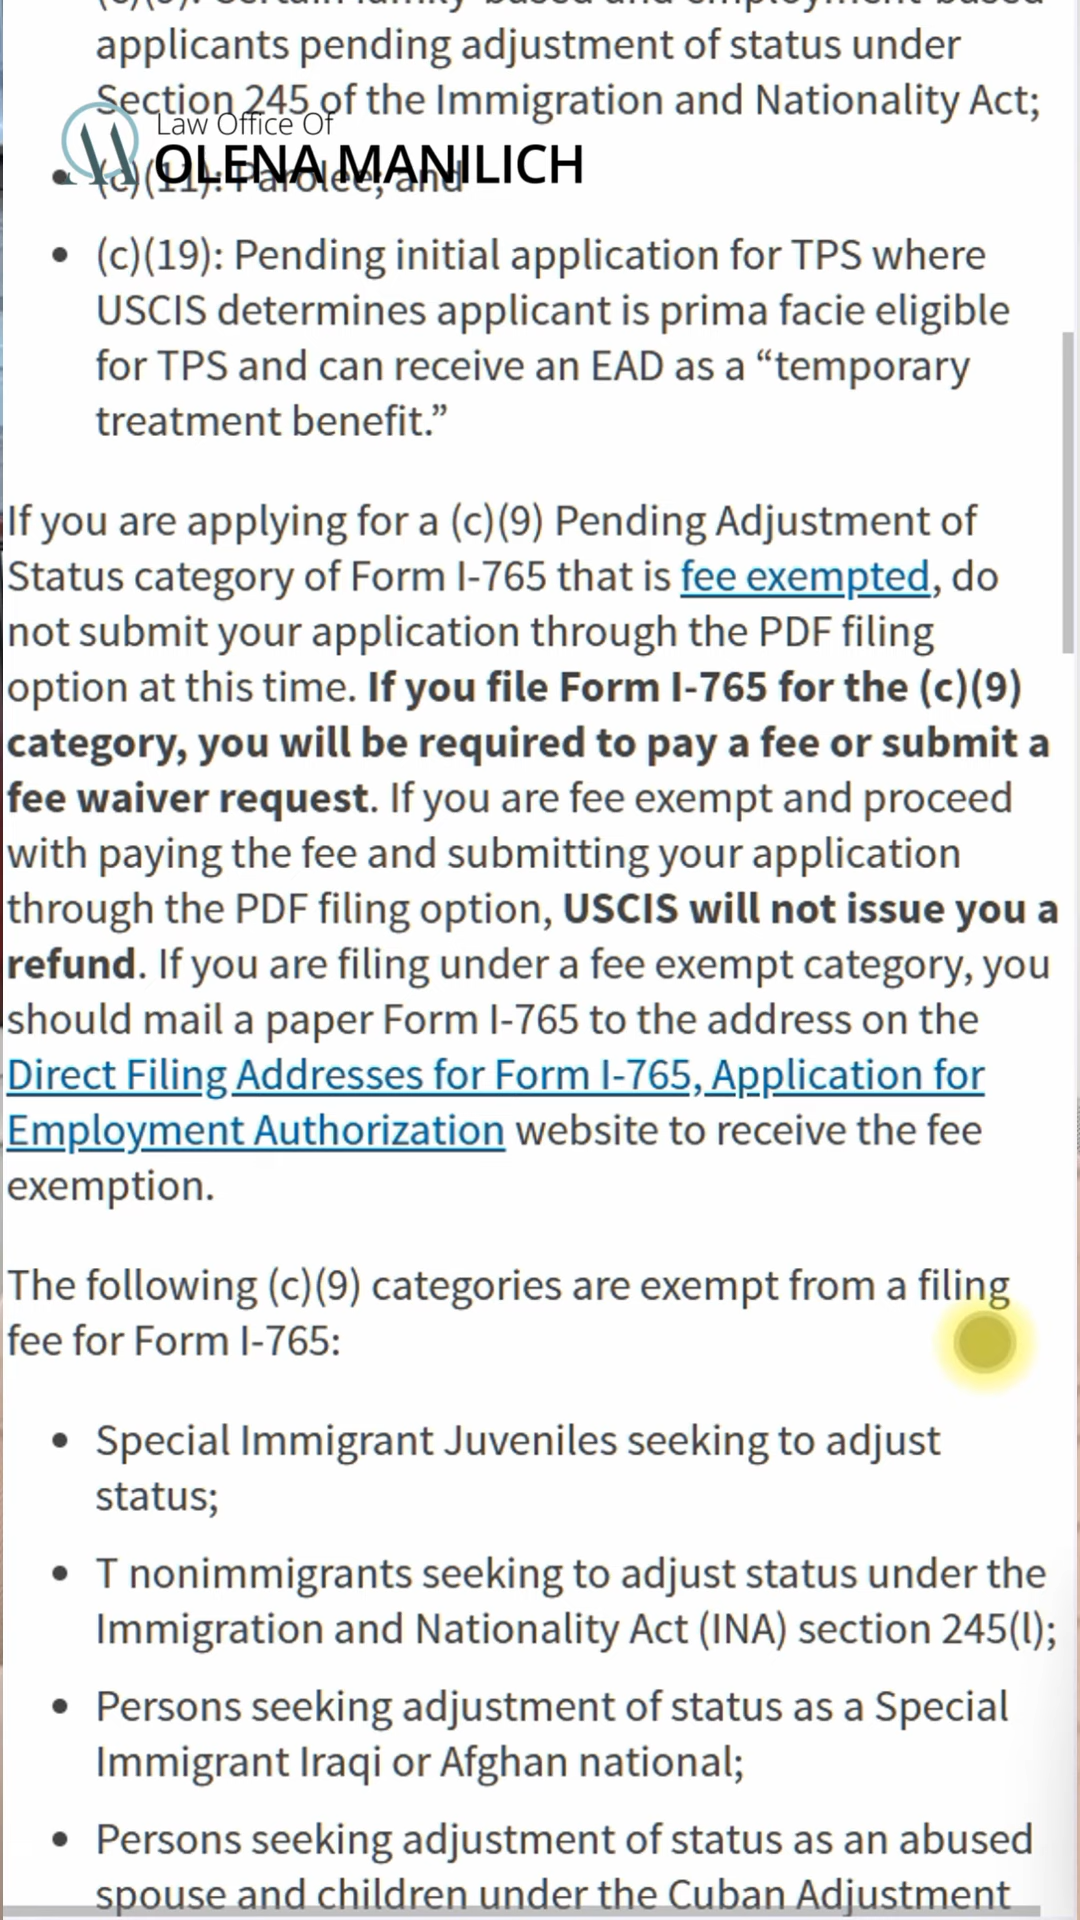 (c)(9): Certain family-based and employment-based
applicants pending adjustment of status under
Section 245 of the Immigration and Nationality Act;
Law Office Of
OLENA MANILICH
(c)(11): Parolee; and
(c)(19): Pending initial application for TPS where
USCIS determines applicant is prima facie eligible
for TPS and can receive an EAD as a “temporary
treatment benefit.”
If you are applying for a (c)(9) Pending Adjustment of
Status category of Form I-765 that is fee exempted, do
not submit your application through the PDF filing
option at this time. If you file Form I-765 for the (c)(9)
category, you will be required to pay a fee or submit a
fee waiver request. If you are fee exempt and proceed
with paying the fee and submitting your application
through the PDF filing option, USCIS will not issue you a
refund. If you are filing under a fee exempt category, you
should mail a paper Form I-765 to the address on the
Direct Filing Addresses for Form I-765, Application for
Employment Authorization website to receive the fee
exemption.
The following (c)(9) categories are exempt from a filing
fee for Form I-765:
Special Immigrant Juveniles seeking to adjust
status;
T nonimmigrants seeking to adjust status under the
Immigration and Nationality Act (INA) section 245(l);
Persons seeking adjustment of status as a Special
Immigrant Iraqi or Afghan national;
Persons seeking adjustment of status as an abused
spouse and children under the Cuban Adjustment